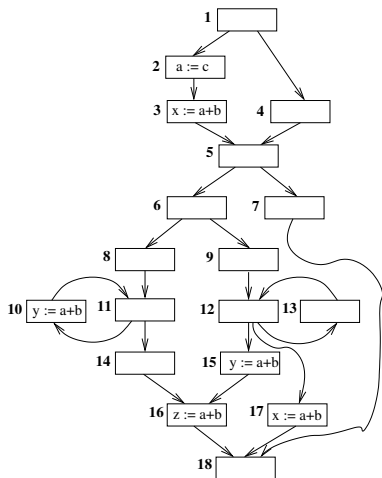 1
2 a := c
3 x := a+b 4
5
6 7
8 9
10 y := a+b 11 12 13
14 15 y := a+b
16 z := a+b 17 x := a+b
18